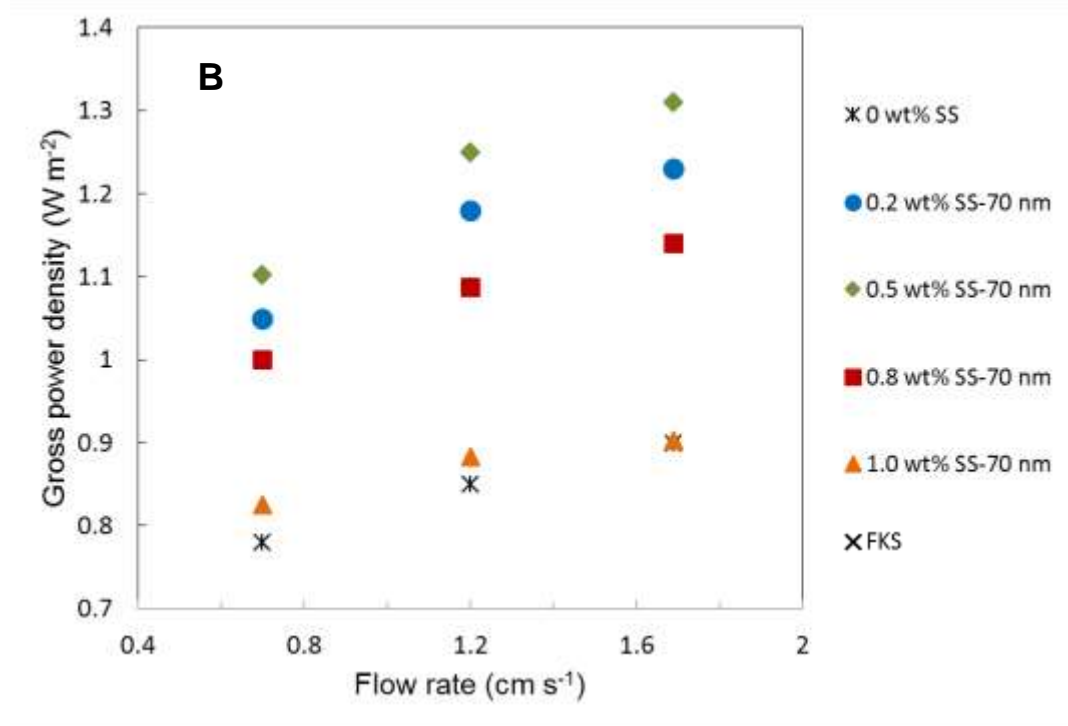 B
Gross power density (W m⁻²)
1.4
1.3
1.2
1.1
1
0.9
0.8
0.7
0.4 0.8 1.2 1.6 2
Flow rate (cm s⁻¹)
0 wt% SS
0.2 wt% SS-70 nm
0.5 wt% SS-70 nm
0.8 wt% SS-70 nm
1.0 wt% SS-70 nm
FKS